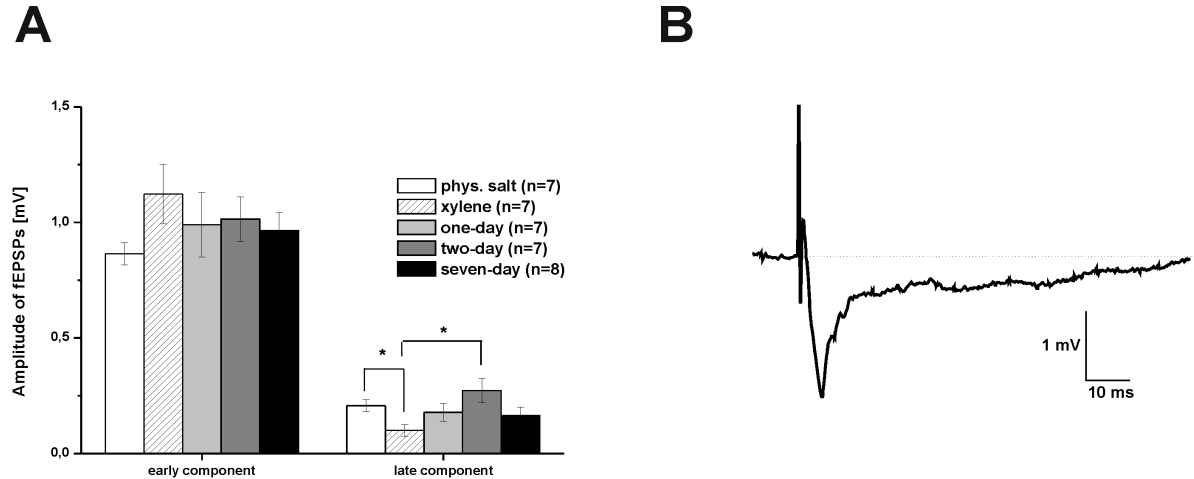 A
B
1,5
1,0
0,5
0,0
Amplitude of fEPSPs [mV]
phys. salt (n=7)
xylene (n=7)
one-day (n=7)
two-day (n=7)
seven-day (n=8)
*
*
early component
late component
1 mV
10 ms